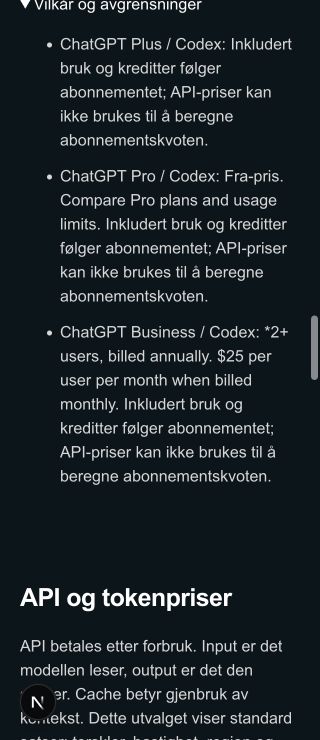 ▼ Vilkår og avgrensninger
• ChatGPT Plus / Codex: Inkludert
bruk og kreditter følger
abonnementet; API-priser kan
ikke brukes til å beregne
abonnementskvoten.
• ChatGPT Pro / Codex: Fra-pris.
Compare Pro plans and usage
limits. Inkludert bruk og kreditter
følger abonnementet; API-priser
kan ikke brukes til å beregne
abonnementskvoten.
• ChatGPT Business / Codex: *2+
users, billed annually. $25 per
user per month when billed
monthly. Inkludert bruk og
kreditter følger abonnementet;
API-priser kan ikke brukes til å
beregne abonnementskvoten.
API og tokenpriser
API betales etter forbruk. Input er det
modellen leser, output er det den
er. Cache betyr gjenbruk av
N
kontekst. Dette utvalget viser standard